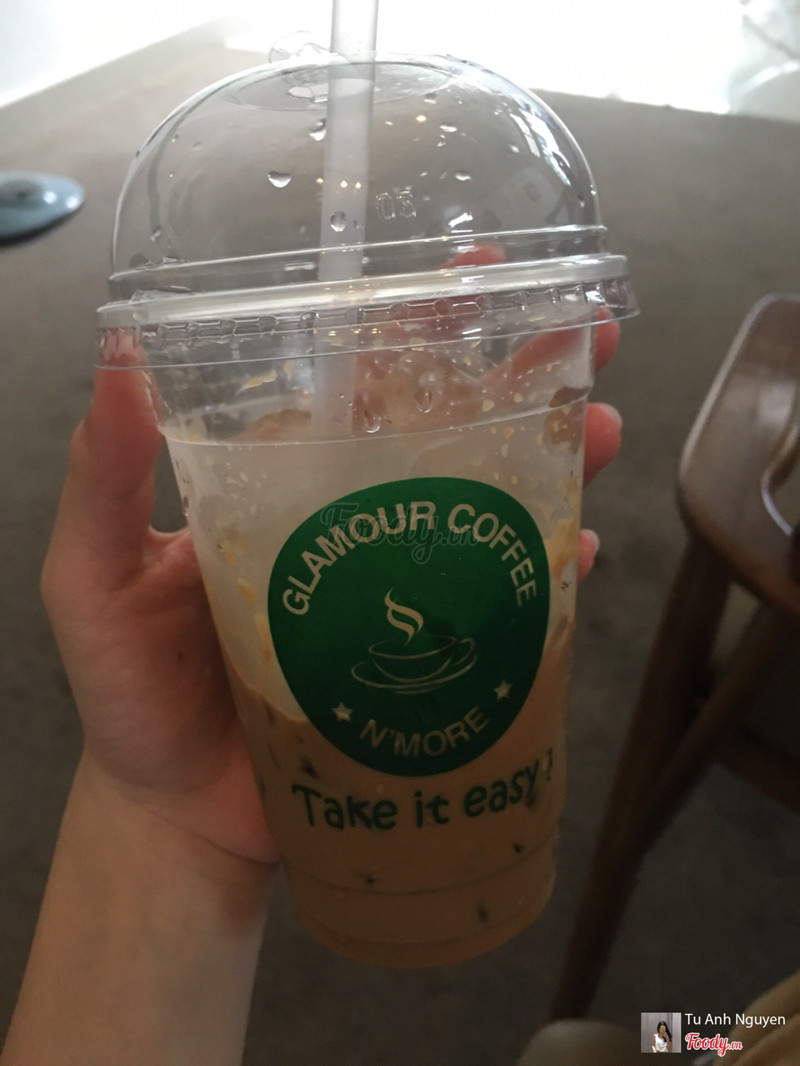 05
GLAMOUR COFFEE
Foody.vn
N'MORE
Take it easy!
Tu Anh Nguyen
Foody.vn